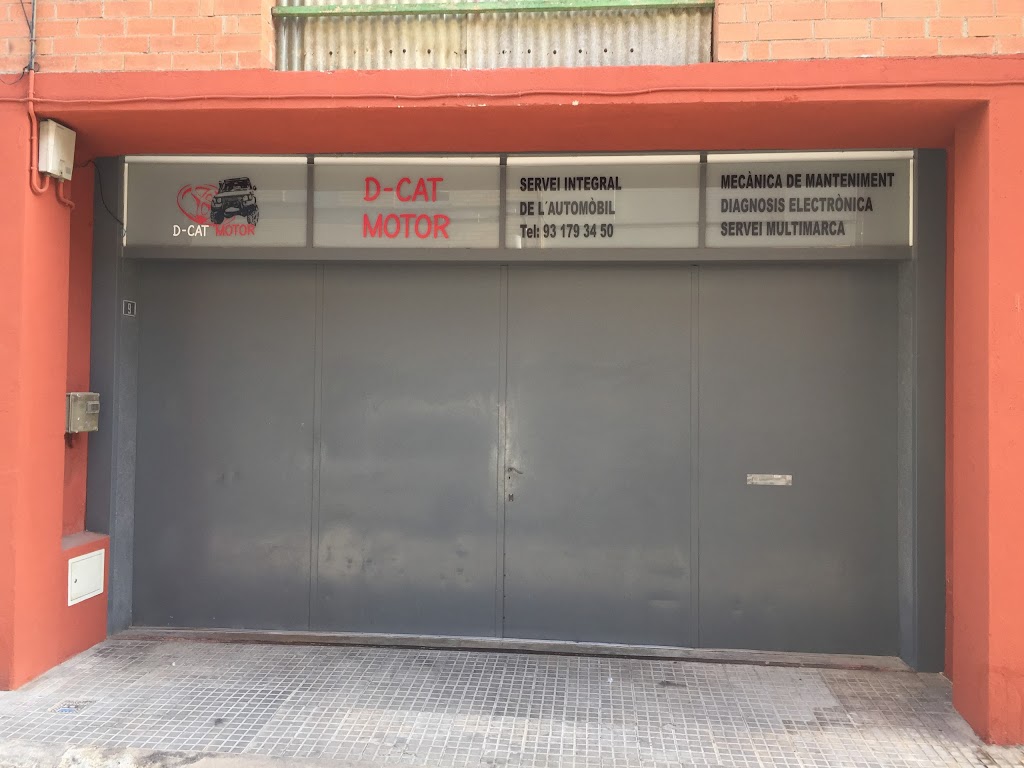 D-CAT MOTOR
D-CAT
MOTOR
SERVEI INTEGRAL
DE L´AUTOMÒBIL
Tel: 93 179 34 50
MECÀNICA DE MANTENIMENT
DIAGNOSIS ELECTRÒNICA
SERVEI MULTIMARCA
9